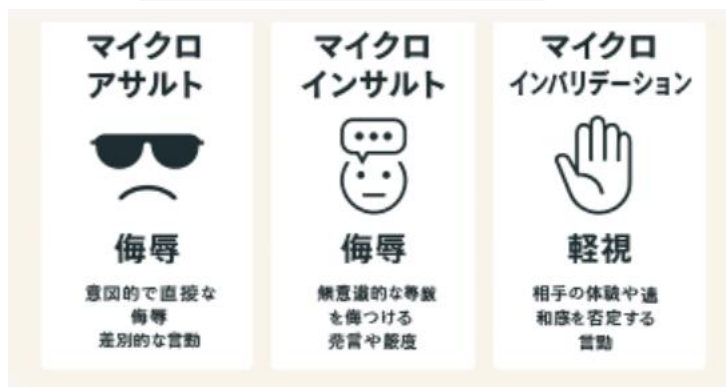 マイクロ
アサルト
侮辱
意図的で直接な
侮辱
差別的な言動
マイクロ
インサルト
侮辱
無意識的な尊厳
を傷つける
発言や態度
マイクロ
インバリデーション
軽視
相手の体験や違
和感を否定する
言動